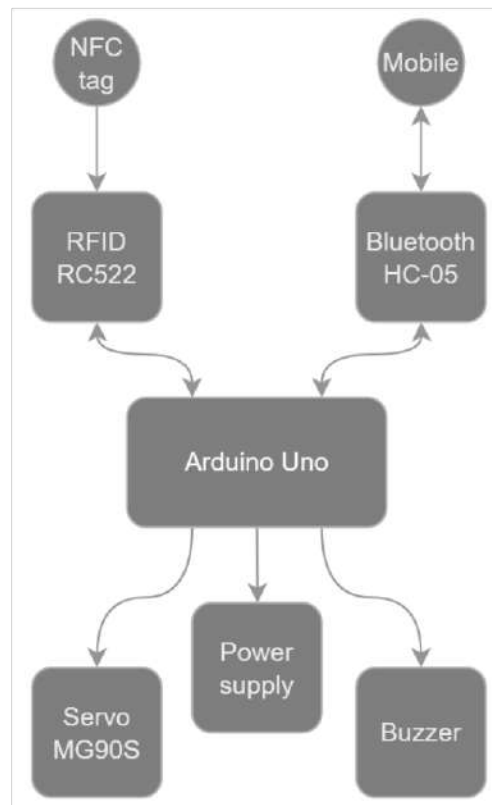 NFC
tag
Mobile
RFID
RC522
Bluetooth
HC-05
Arduino Uno
Power
supply
Servo
MG90S
Buzzer